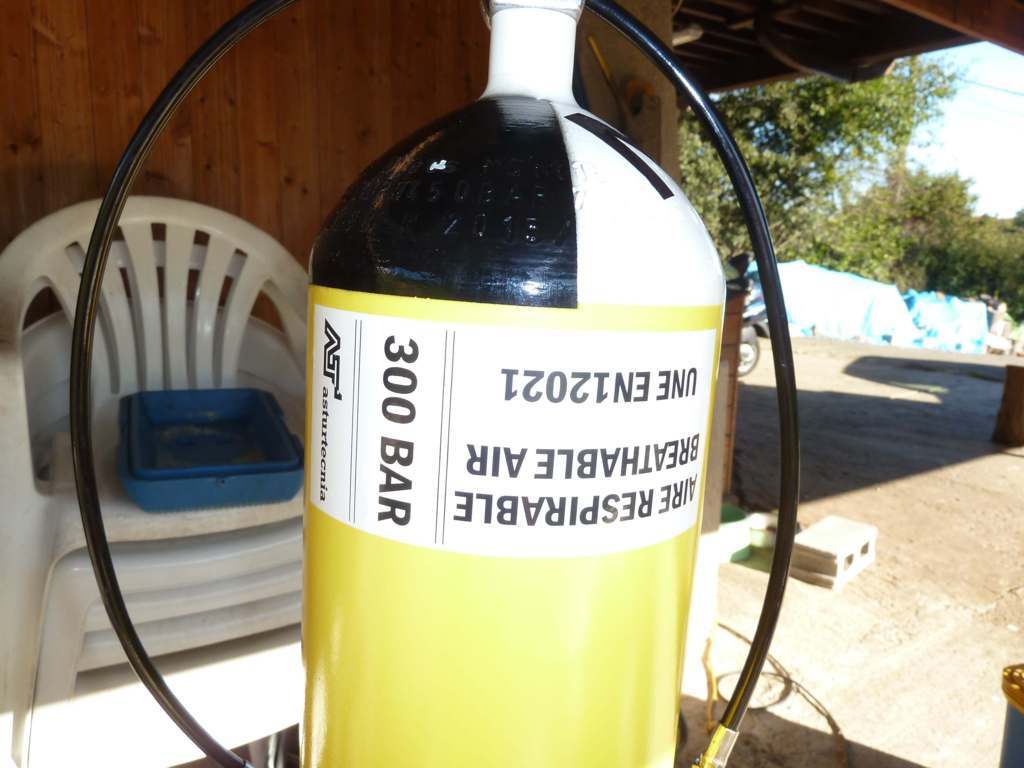 AIRE RESPIRABLE
BREATHABLE AIR
UNE EN12021
300 BAR
asturtecnia